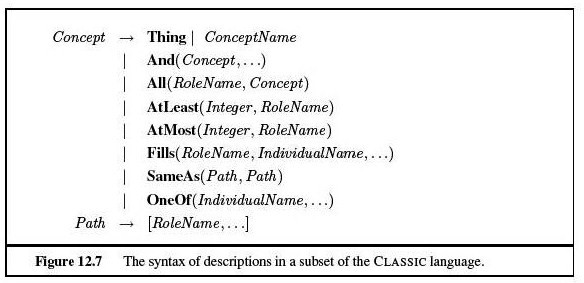 Concept → Thing | ConceptName
| And(Concept,...)
| All(RoleName, Concept)
| AtLeast(Integer, RoleName)
| AtMost(Integer, RoleName)
| Fills(RoleName, IndividualName,...)
| SameAs(Path, Path)
| OneOf(IndividualName,...)
Path → [RoleName,...]
Figure 12.7 The syntax of descriptions in a subset of the CLASSIC language.